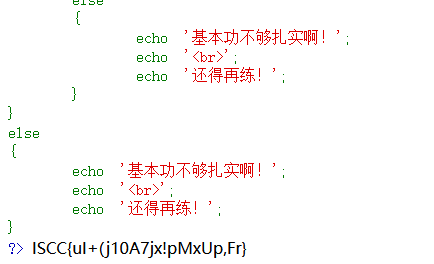 else
{
echo '基本功不够扎实啊！';
echo '<br>';
echo '还得再练！';
}
}
else
{
echo '基本功不够扎实啊！';
echo '<br>';
echo '还得再练！';
}
?> ISCC{uI+(j10A7jx!pMxUp,Fr}